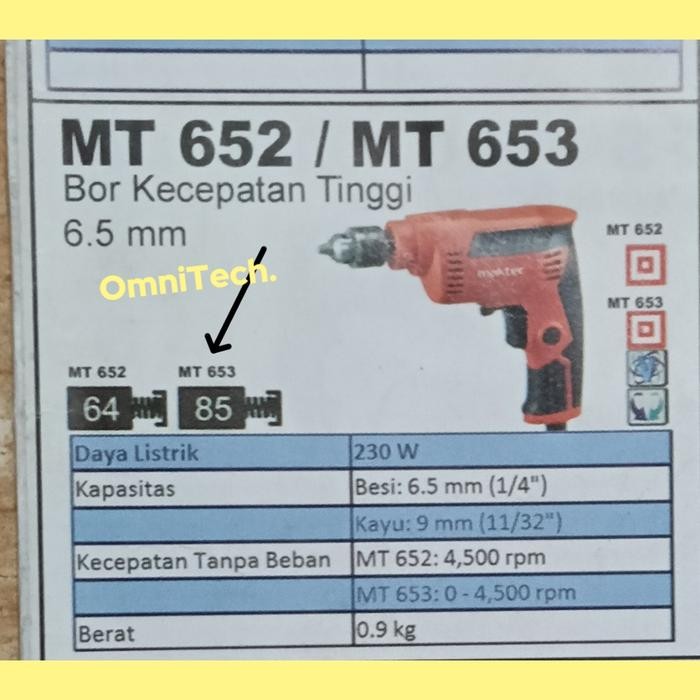 MT 652 / MT 653
Bor Kecepatan Tinggi
6.5 mm
OmniTech.
maktec
MT 652
MT 653
MT 652
MT 653
64
85
Daya Listrik 230 W
Kapasitas Besi: 6.5 mm (1/4")
Kayu: 9 mm (11/32")
Kecepatan Tanpa Beban MT 652: 4,500 rpm
MT 653: 0 - 4,500 rpm
Berat 0.9 kg